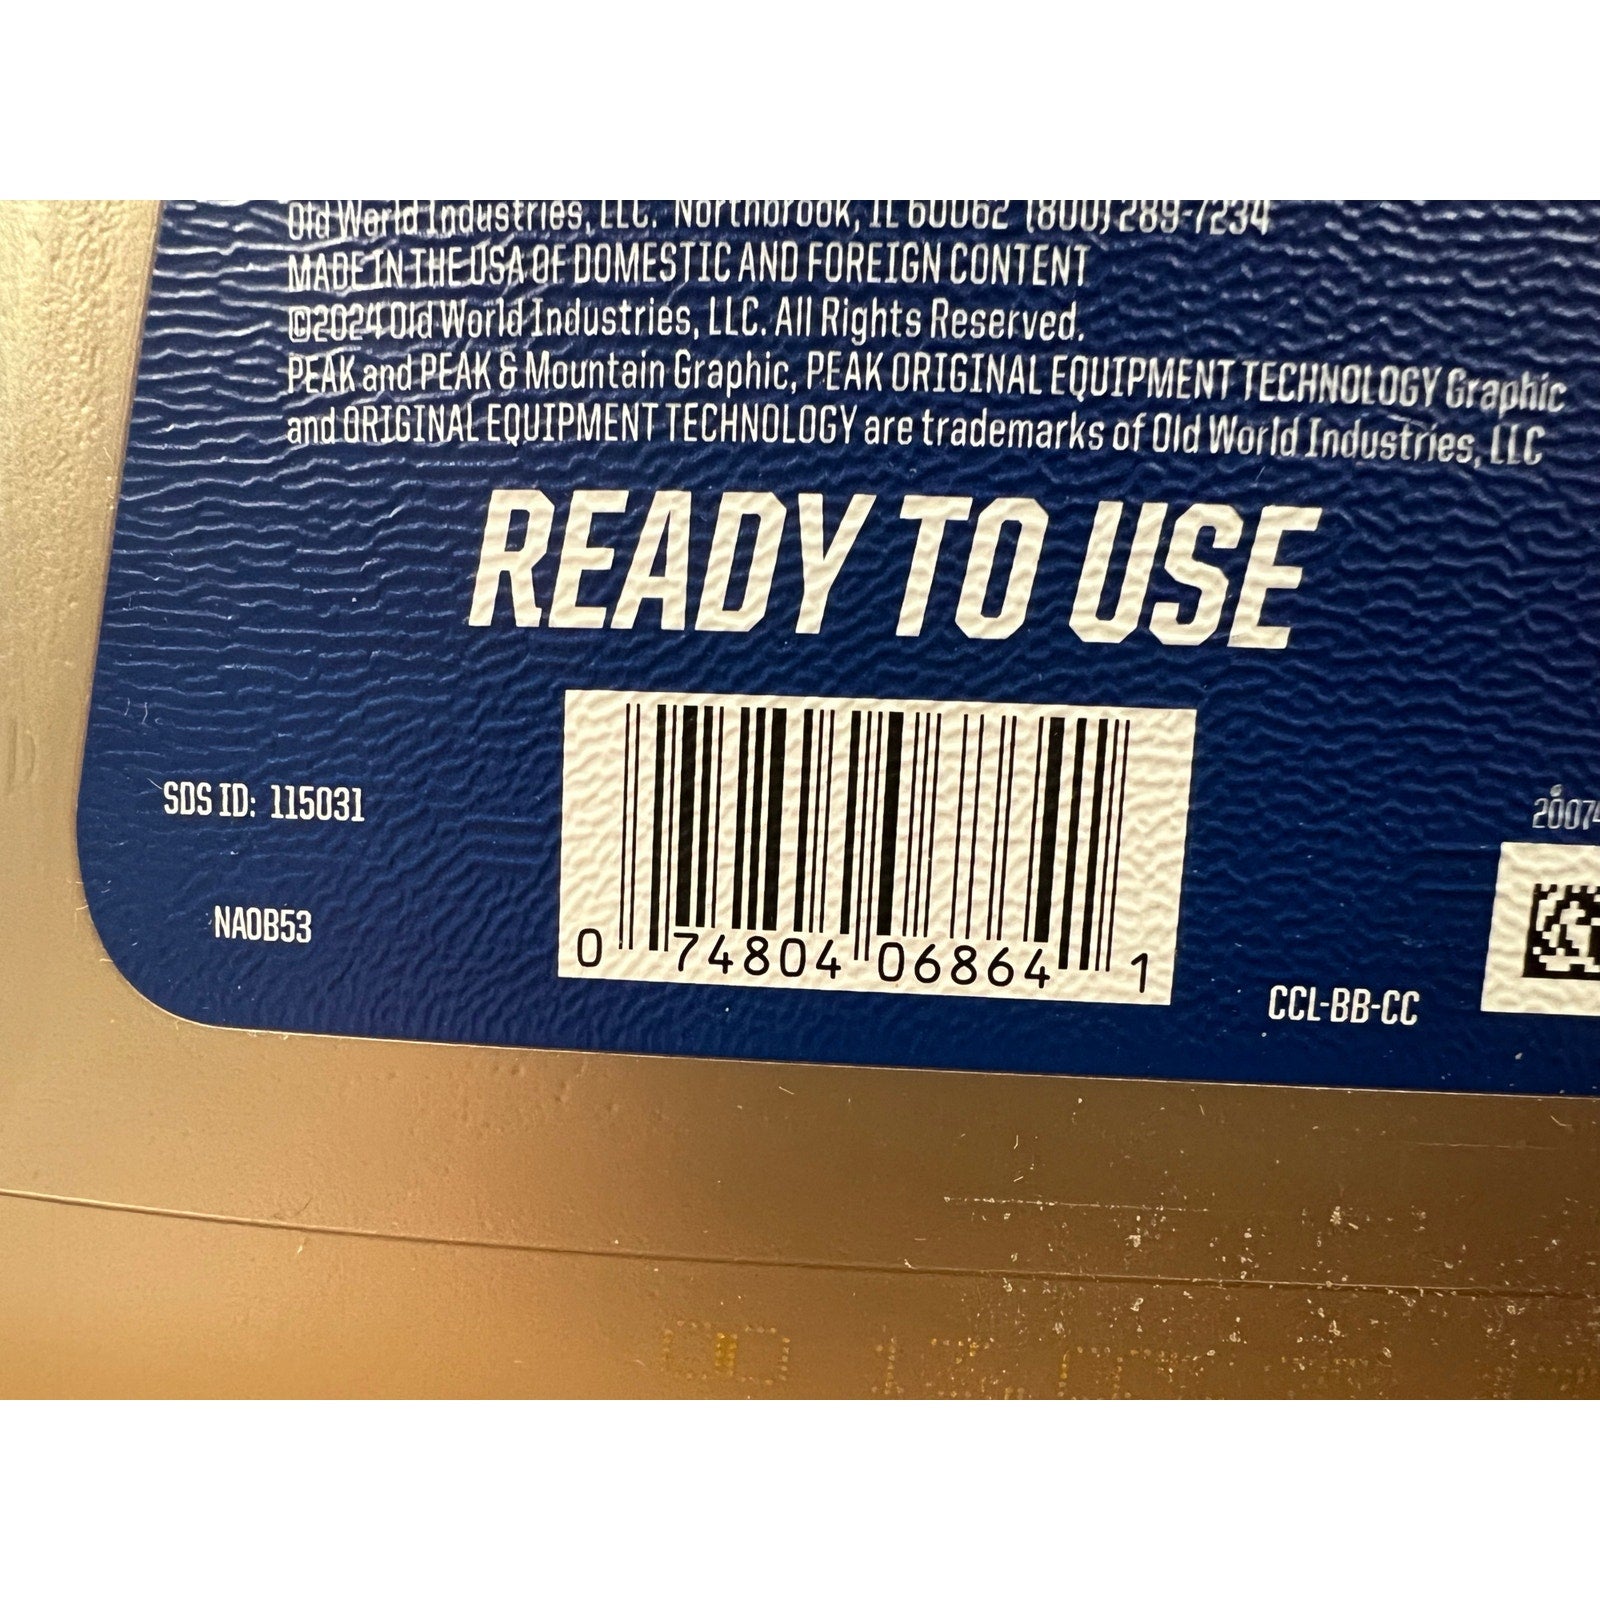 Old World Industries, LLC. Northbrook, IL 60062 (800) 289-7234
MADE IN THE USA OF DOMESTIC AND FOREIGN CONTENT
©2024 Old World Industries, LLC. All Rights Reserved.
PEAK and PEAK & Mountain Graphic, PEAK ORIGINAL EQUIPMENT TECHNOLOGY Graphic
and ORIGINAL EQUIPMENT TECHNOLOGY are trademarks of Old World Industries, LLC
READY TO USE
SDS ID: 115031
20074
NA0B53
0 74804 06864 1
CCL-BB-CC